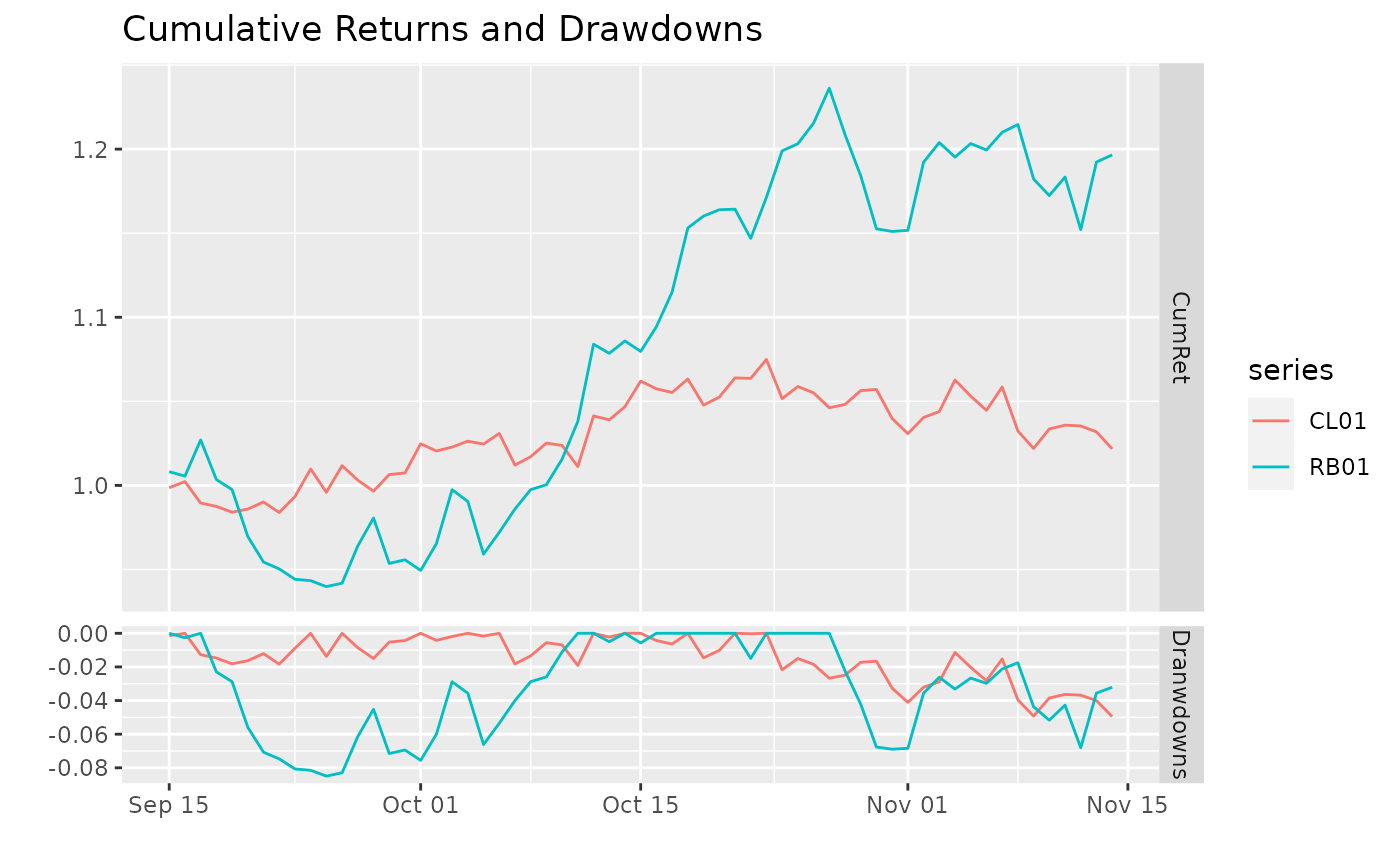 Cumulative Returns and Drawdowns
1.2
1.1
1.0
CumRet
0.00
-0.02
-0.04
-0.06
-0.08
Dranwdowns
Sep 15 Oct 01 Oct 15 Nov 01 Nov 15
series
CL01
RB01